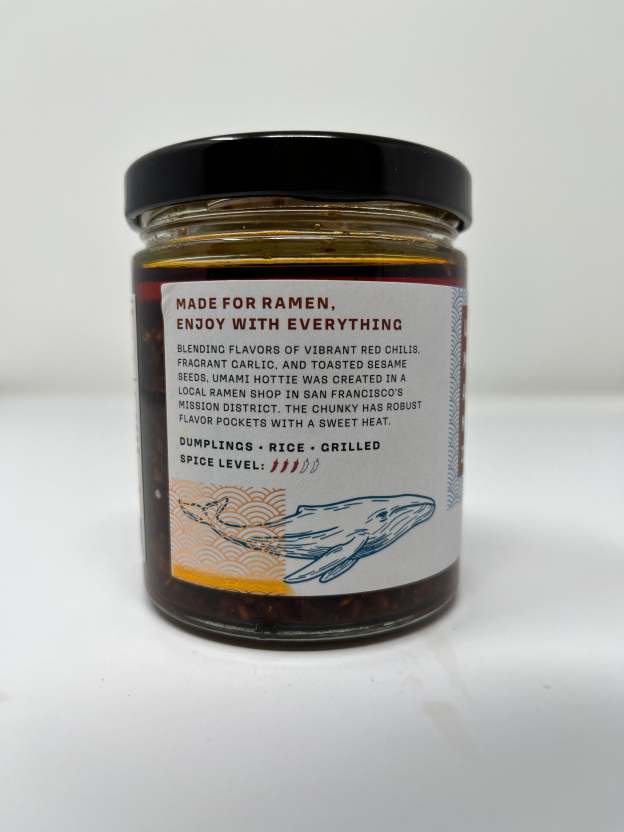 MADE FOR RAMEN,
ENJOY WITH EVERYTHING
BLENDING FLAVORS OF VIBRANT RED CHILIS,
FRAGRANT GARLIC, AND TOASTED SESAME
SEEDS, UMAMI HOTTIE WAS CREATED IN A
LOCAL RAMEN SHOP IN SAN FRANCISCO'S
MISSION DISTRICT. THE CHUNKY HAS ROBUST
FLAVOR POCKETS WITH A SWEET HEAT.
DUMPLINGS • RICE • GRILLED
SPICE LEVEL: